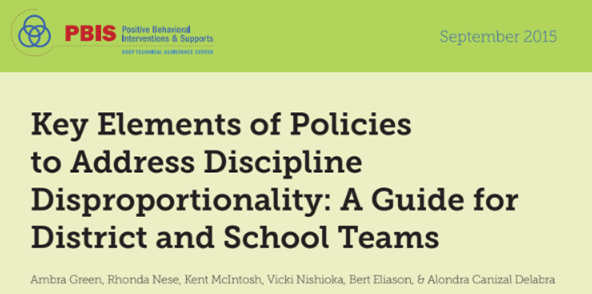 PBIS
Positive Behavioral
Interventions & Supports
OSEP TECHNICAL ASSISTANCE CENTER
September 2015
Key Elements of Policies
to Address Discipline
Disproportionality: A Guide for
District and School Teams
Ambra Green, Rhonda Nese, Kent McIntosh, Vicki Nishioka, Bert Eliason, & Alondra Canizal Delabra